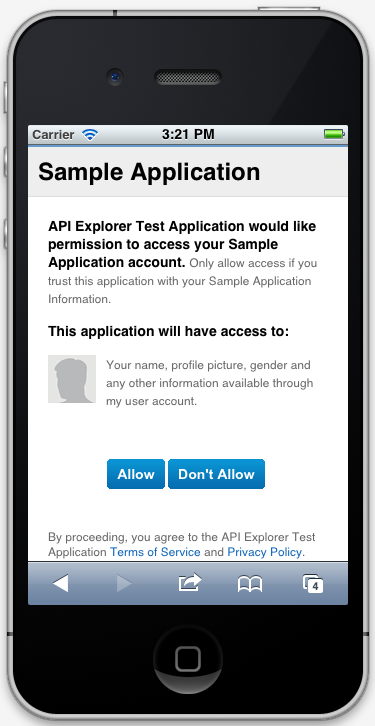 Carrier 3:21 PM
Sample Application
API Explorer Test Application would like
permission to access your Sample
Application account. Only allow access if you
trust this application with your Sample Application
Information.
This application will have access to:
Your name, profile picture, gender and
any other information available through
my user account.
Allow Don't Allow
By proceeding, you agree to the API Explorer Test
Application Terms of Service and Privacy Policy.
4